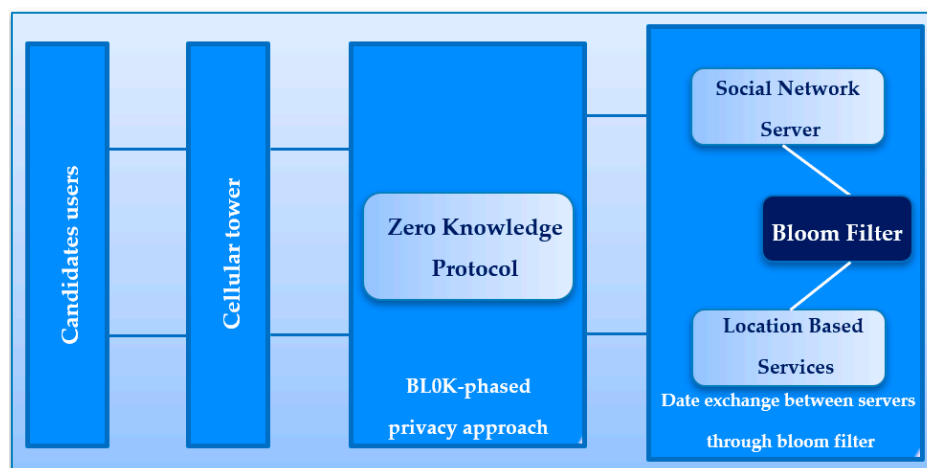 Candidates users
Cellular tower
Zero Knowledge
Protocol
BL0K-phased
privacy approach
Social Network
Server
Bloom Filter
Location Based
Services
Date exchange between servers
through bloom filter